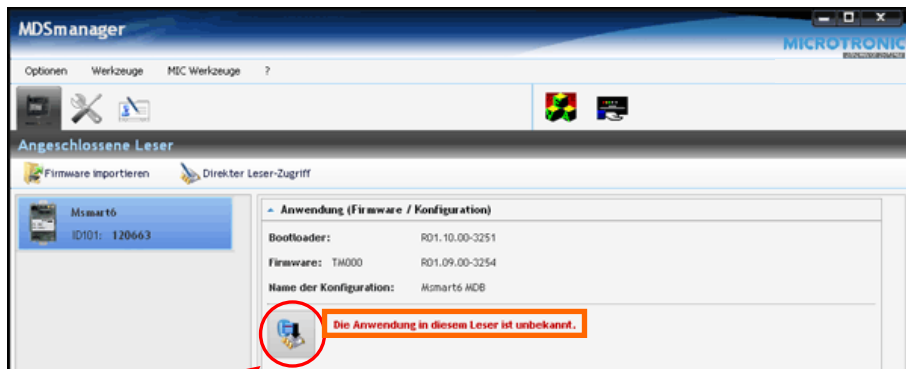 MDSmanager
MICROTRONIC
Optionen Werkzeuge MIC Werkzeuge ?
Angeschlossene Leser
Firmware importieren Direkter Leser-Zugriff
Msmart6
ID101: 120663
Anwendung (Firmware / Konfiguration)
Bootloader: R01.10.00-3251
Firmware: TM000 R01.09.00-3254
Name der Konfiguration: Msmart6 MDB
Die Anwendung in diesem Leser ist unbekannt.